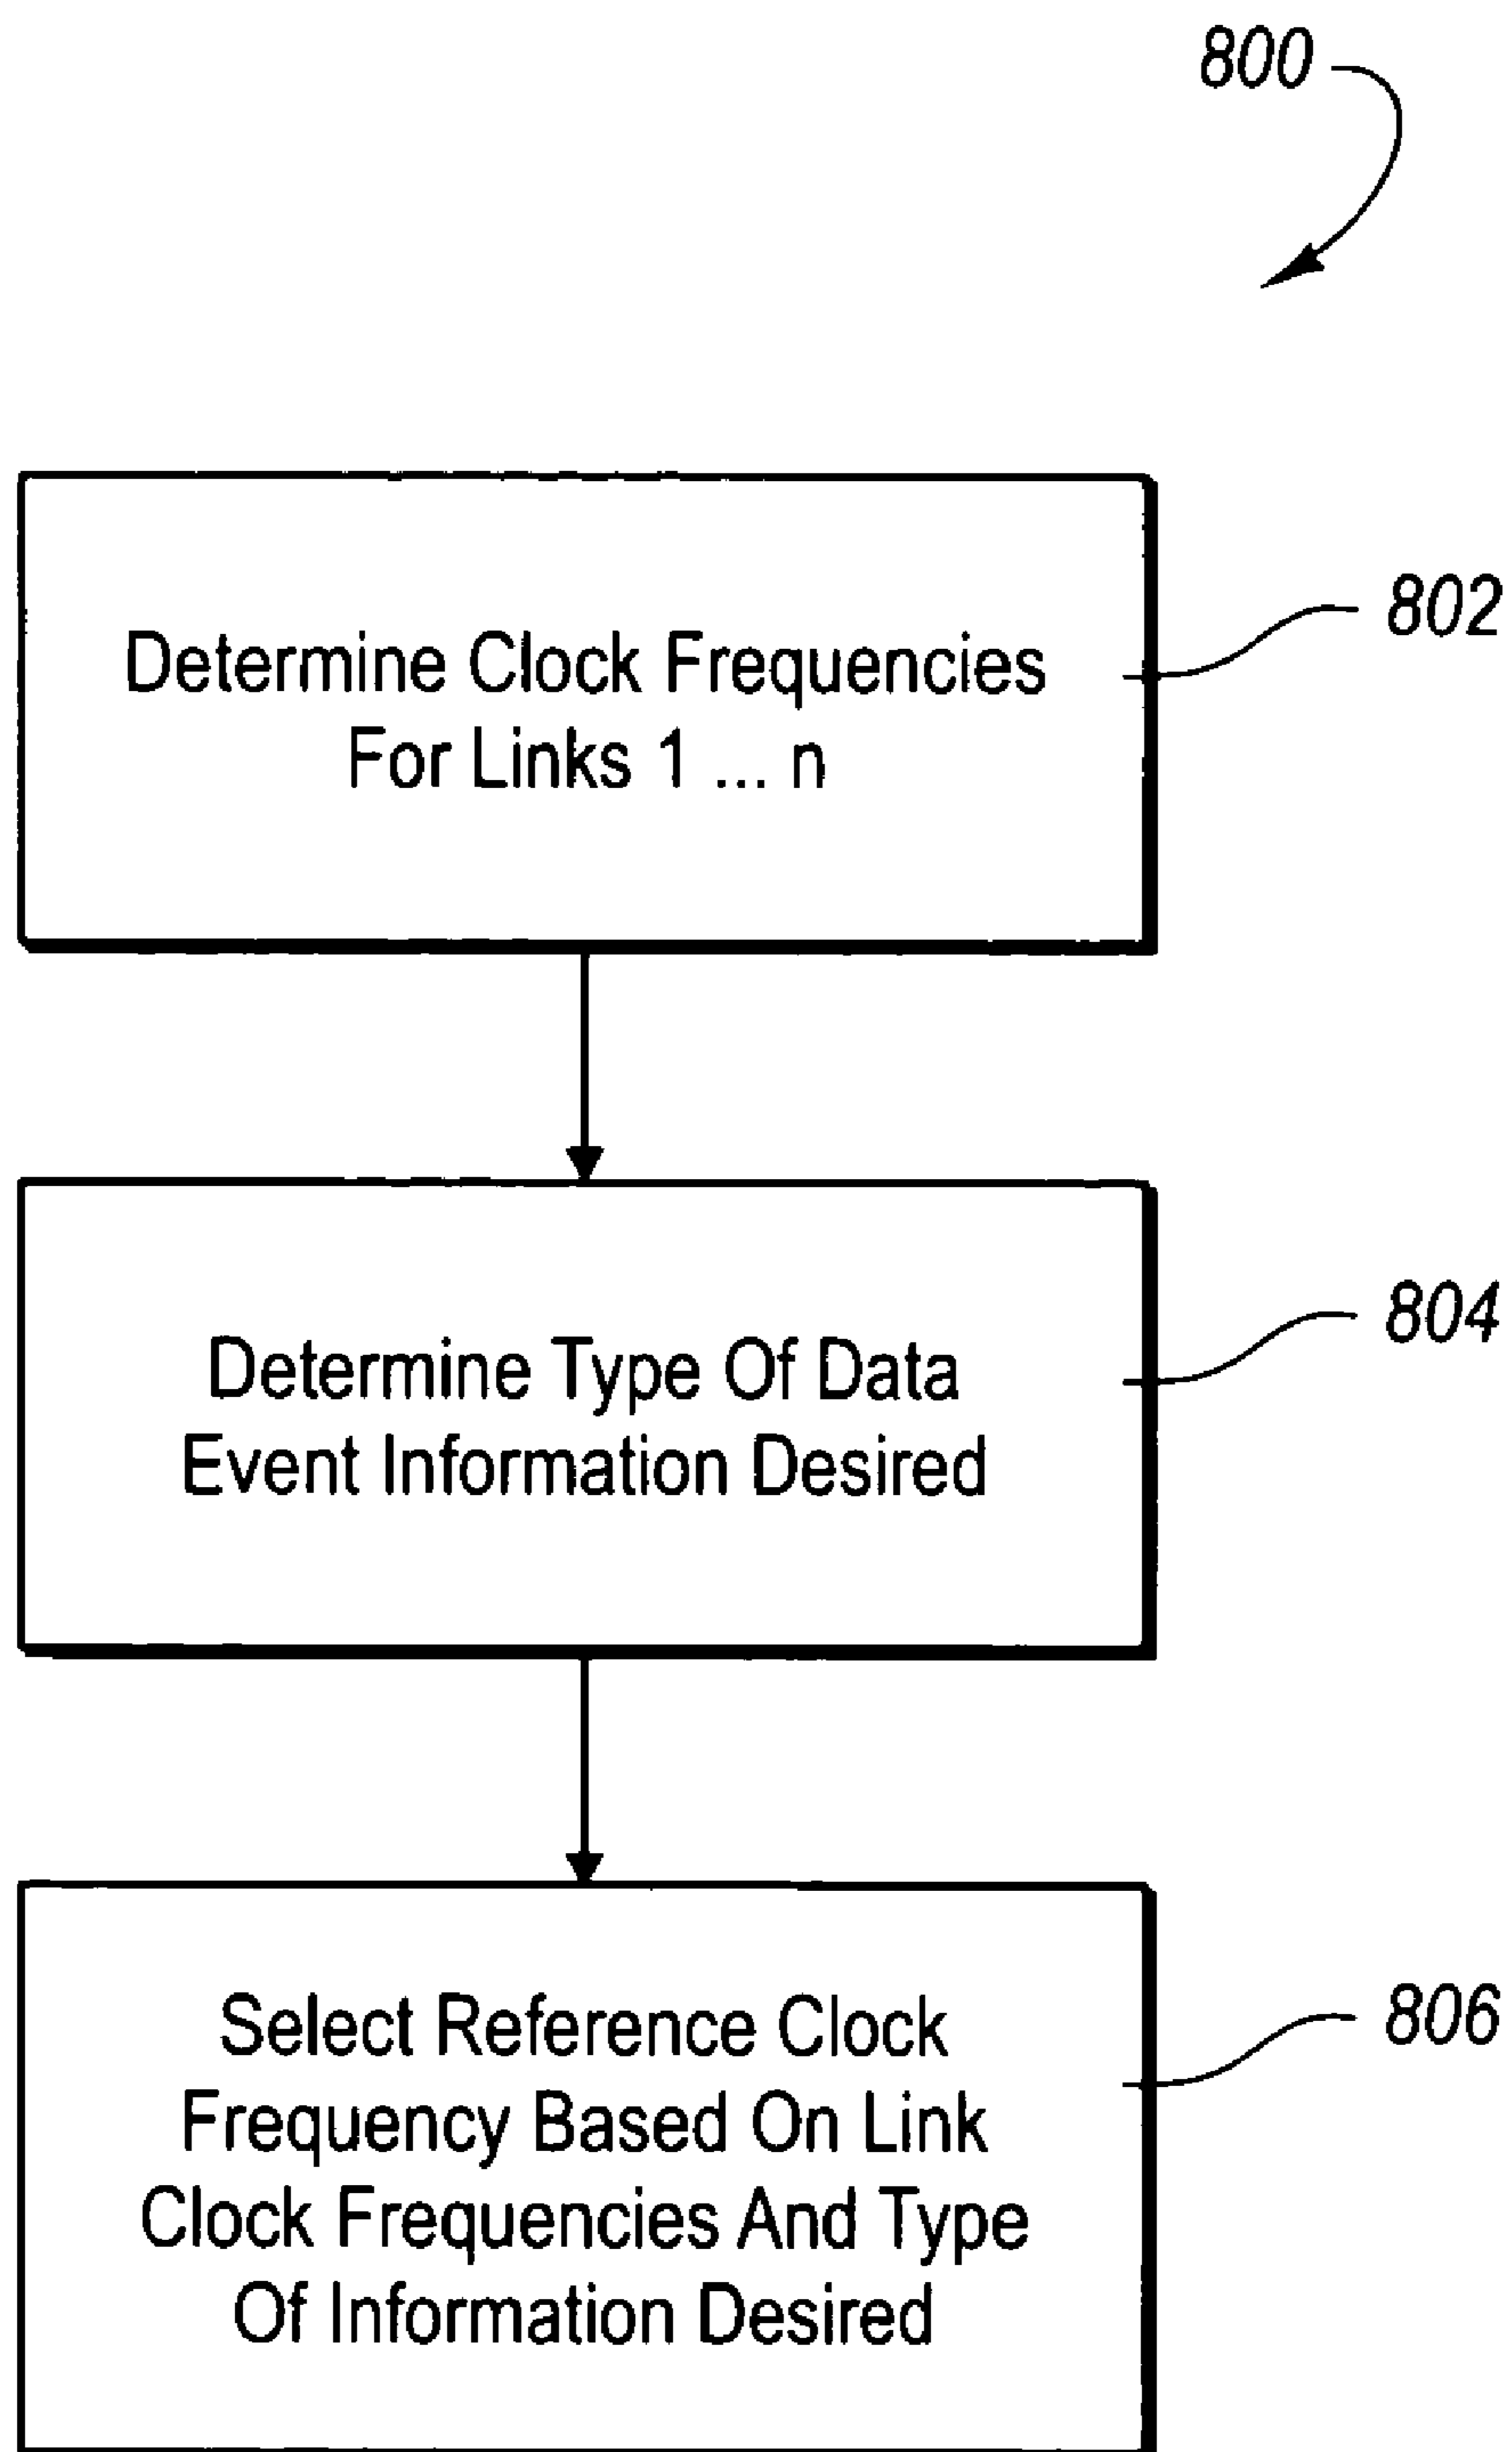 800
Determine Clock Frequencies
For Links 1 ... n
802
Determine Type Of Data
Event Information Desired
804
Select Reference Clock
Frequency Based On Link
Clock Frequencies And Type
Of Information Desired
806